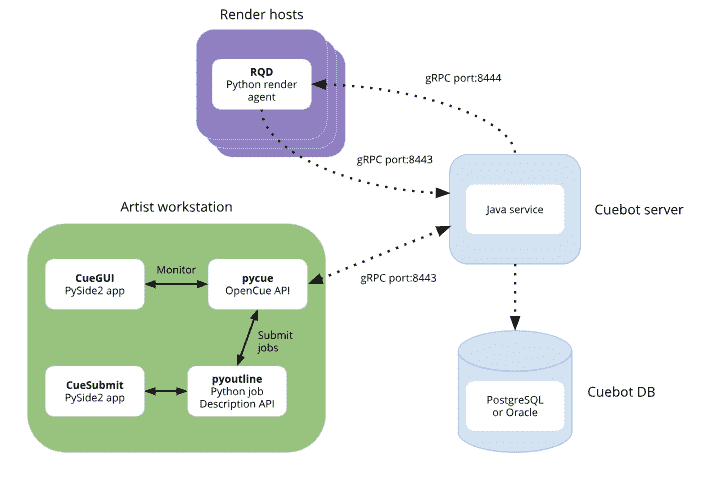 Render hosts
RQD
Python render
agent
gRPC port:8444
gRPC port:8443
Java service
Cuebot server
Artist workstation
CueGUI
PySide2 app
Monitor
pycue
OpenCue API
gRPC port:8443
Submit
jobs
CueSubmit
PySide2 app
pyoutline
Python job
Description API
PostgreSQL
or Oracle
Cuebot DB